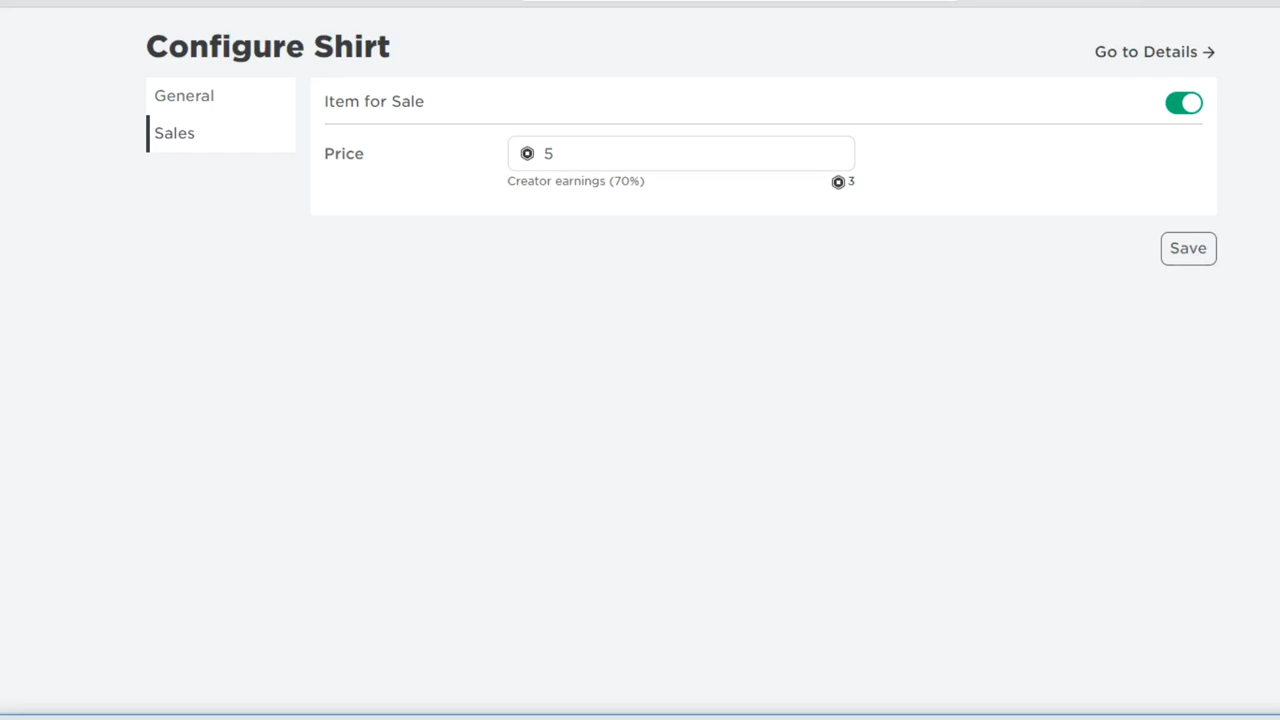 Configure Shirt
Go to Details →
General
Sales
Item for Sale
Price
5
Creator earnings (70%)
3
Save